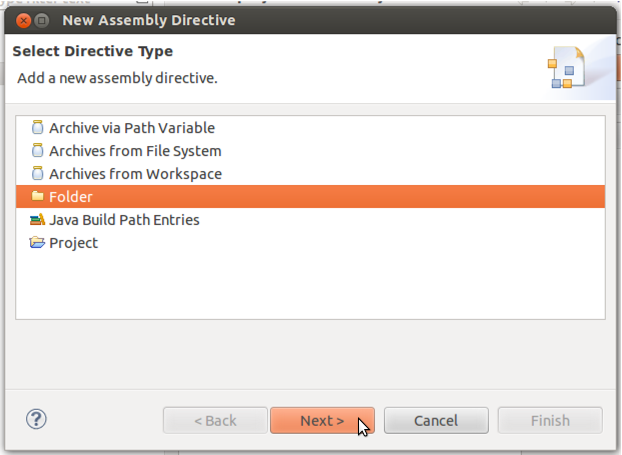 New Assembly Directive
Select Directive Type
Add a new assembly directive.
Archive via Path Variable
Archives from File System
Archives from Workspace
Folder
Java Build Path Entries
Project
?
< Back
Next >
Cancel
Finish